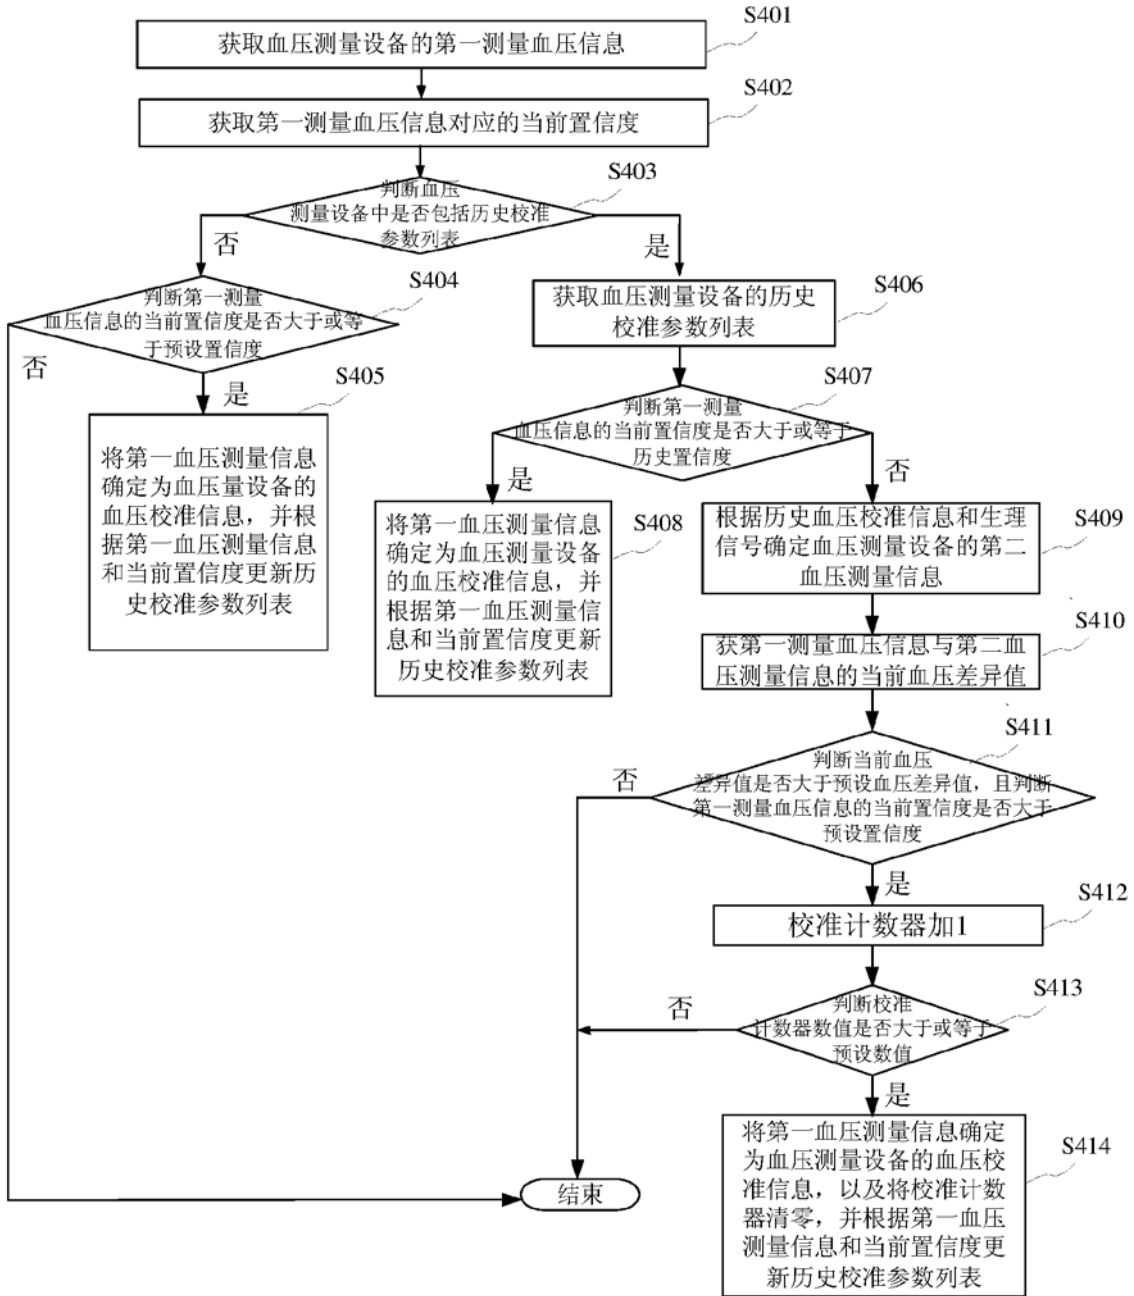 获取血压测量设备的第一测量血压信息
S401
获取第一测量血压信息对应的当前置信度
S402
判断血压
测量设备中是否包括历史校准
参数列表
S403
否
是
判断第一测量
血压信息的当前置信度是否大于或等
于预设置信度
S404
否
是
将第一血压测量信息
确定为血压量设备的
血压校准信息，并根
据第一血压测量信息
和当前置信度更新历
史校准参数列表
S405
获取血压测量设备的历史
校准参数列表
S406
判断第一测量
血压信息的当前置信度是否大于或等于
历史置信度
S407
是
否
将第一血压测量信息
确定为血压测量设备
的血压校准信息，并
根据第一血压测量信
息和当前置信度更新
历史校准参数列表
S408
根据历史血压校准信息和生理
信号确定血压测量设备的第二
血压测量信息
S409
获第一测量血压信息与第二血
压测量信息的当前血压差异值
S410
判断当前血压
差异值是否大于预设血压差异值，且判断
第一测量血压信息的当前置信度是否大于
预设置信度
S411
否
是
校准计数器加1
S412
判断校准
计数器数值是否大于或等于
预设数值
S413
否
是
将第一血压测量信息确定
为血压测量设备的血压校
准信息，以及将校准计数
器清零，并根据第一血压
测量信息和当前置信度更
新历史校准参数列表
S414
结束